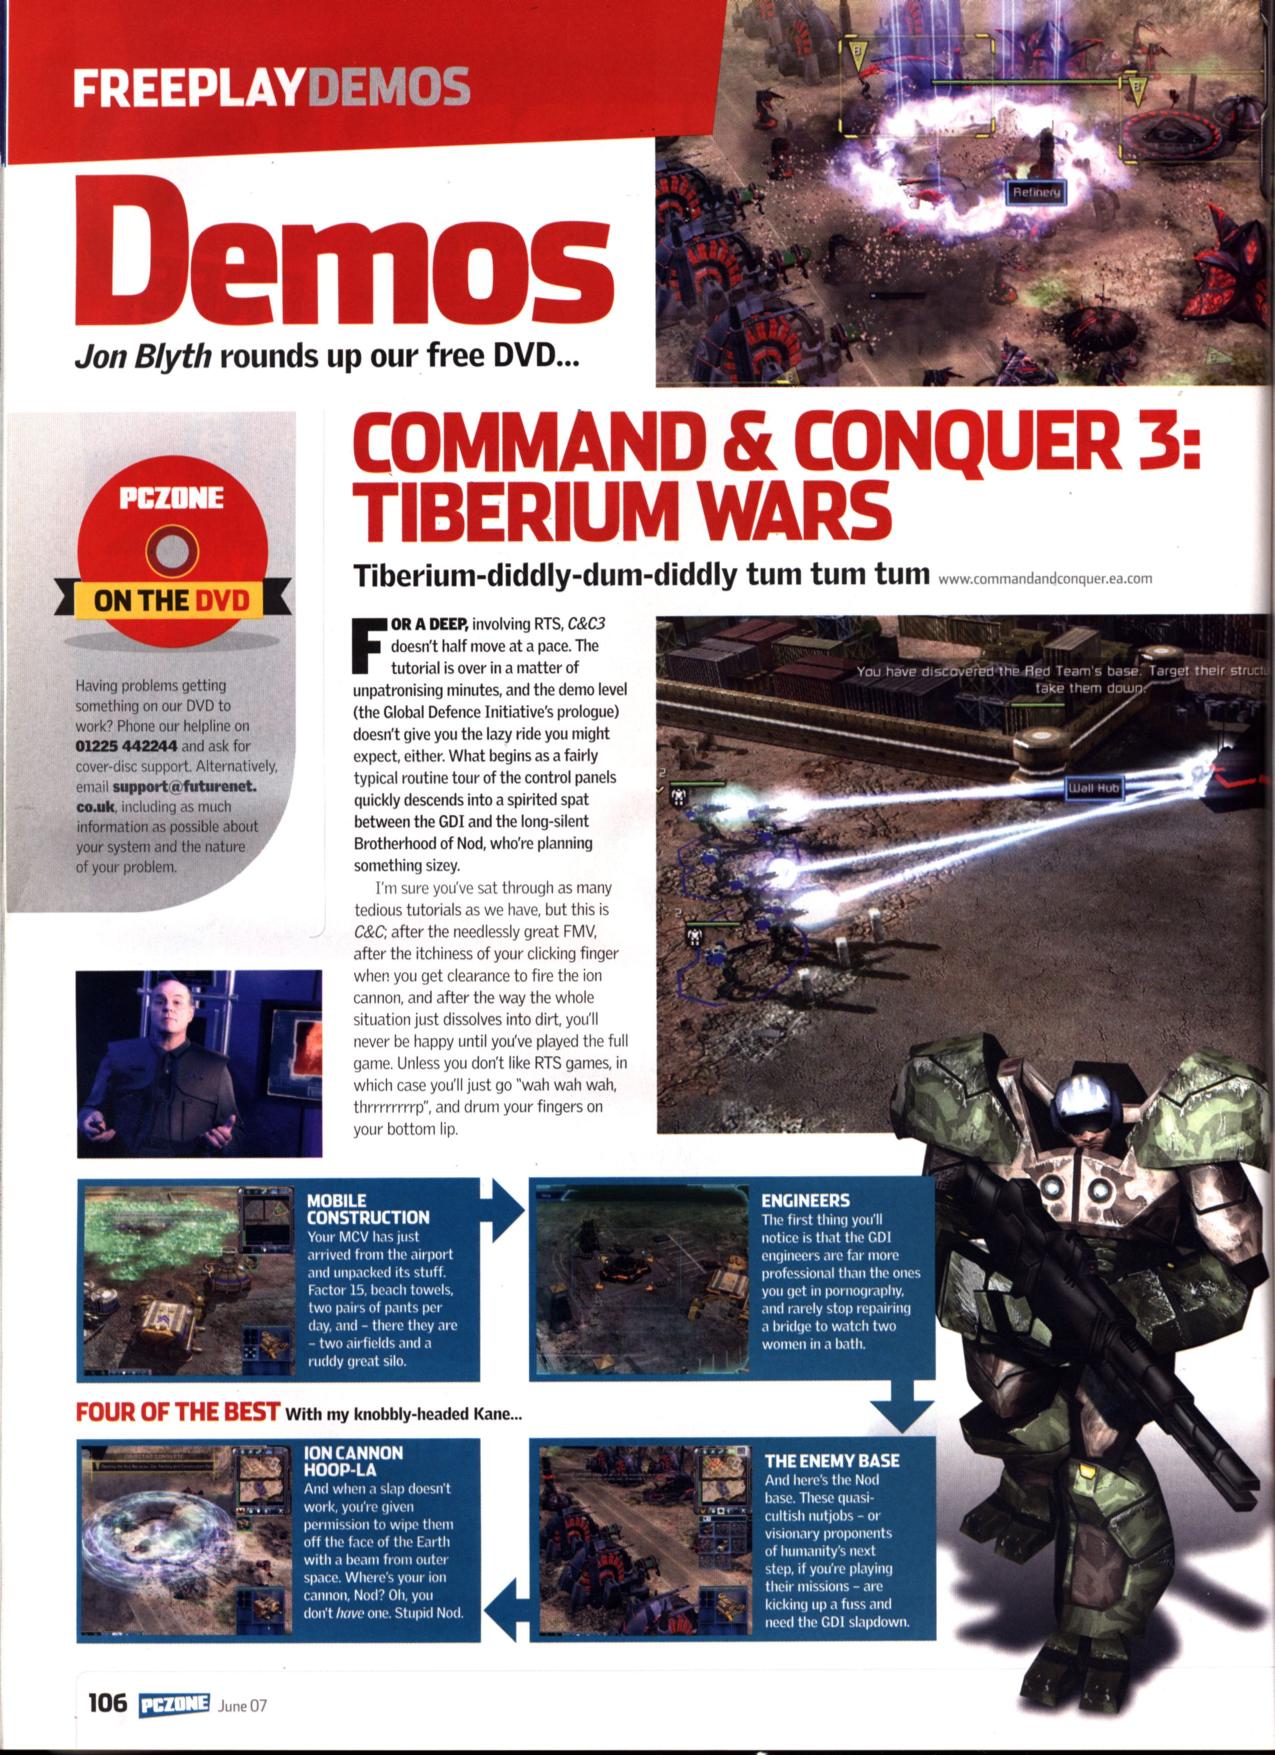 FREEPLAYDEMOS
Refinery
Demos
Jon Blyth rounds up our free DVD...
PCZONE
ON THE DVD
Having problems getting
something on our DVD to
work? Phone our helpline on
01225 442244 and ask for
cover-disc support. Alternatively,
email support@futurenet.
co.uk, including as much
information as possible about
your system and the nature
of your problem.
COMMAND & CONQUER 3:
TIBERIUM WARS
Tiberium-diddly-dum-diddly tum tum tum www.commandandconquer.ea.com
FOR A DEEP, involving RTS, C&C3
doesn't half move at a pace. The
tutorial is over in a matter of
unpatronising minutes, and the demo level
(the Global Defence Initiative's prologue)
doesn't give you the lazy ride you might
expect, either. What begins as a fairly
typical routine tour of the control panels
quickly descends into a spirited spat
between the GDI and the long-silent
Brotherhood of Nod, who're planning
something sizey.
I'm sure you've sat through as many
tedious tutorials as we have, but this is
C&C; after the needlessly great FMV,
after the itchiness of your clicking finger
when you get clearance to fire the ion
cannon, and after the way the whole
situation just dissolves into dirt, you'll
never be happy until you've played the full
game. Unless you don't like RTS games, in
which case you'll just go "wah wah wah,
thrrrrrrrp", and drum your fingers on
your bottom lip.
You have discovered the Red Team's base. Target their structu
take them down.
2
Wall Hub
2
MOBILE
CONSTRUCTION
Your MCV has just
arrived from the airport
and unpacked its stuff.
Factor 15, beach towels,
two pairs of pants per
day, and – there they are
– two airfields and a
ruddy great silo.
ENGINEERS
The first thing you'll
notice is that the GDI
engineers are far more
professional than the ones
you get in pornography,
and rarely stop repairing
a bridge to watch two
women in a bath.
FOUR OF THE BEST With my knobbly-headed Kane...
THE ENEMY BASE
And here's the Nod
base. These quasi-
cultish nutjobs – or
visionary proponents
of humanity's next
step, if you're playing
their missions – are
kicking up a fuss and
need the GDI slapdown.
ION CANNON
HOOP-LA
And when a slap doesn't
work, you're given
permission to wipe them
off the face of the Earth
with a beam from outer
space. Where's your ion
cannon, Nod? Oh, you
don't have one. Stupid Nod.
106 PCZONE June 07